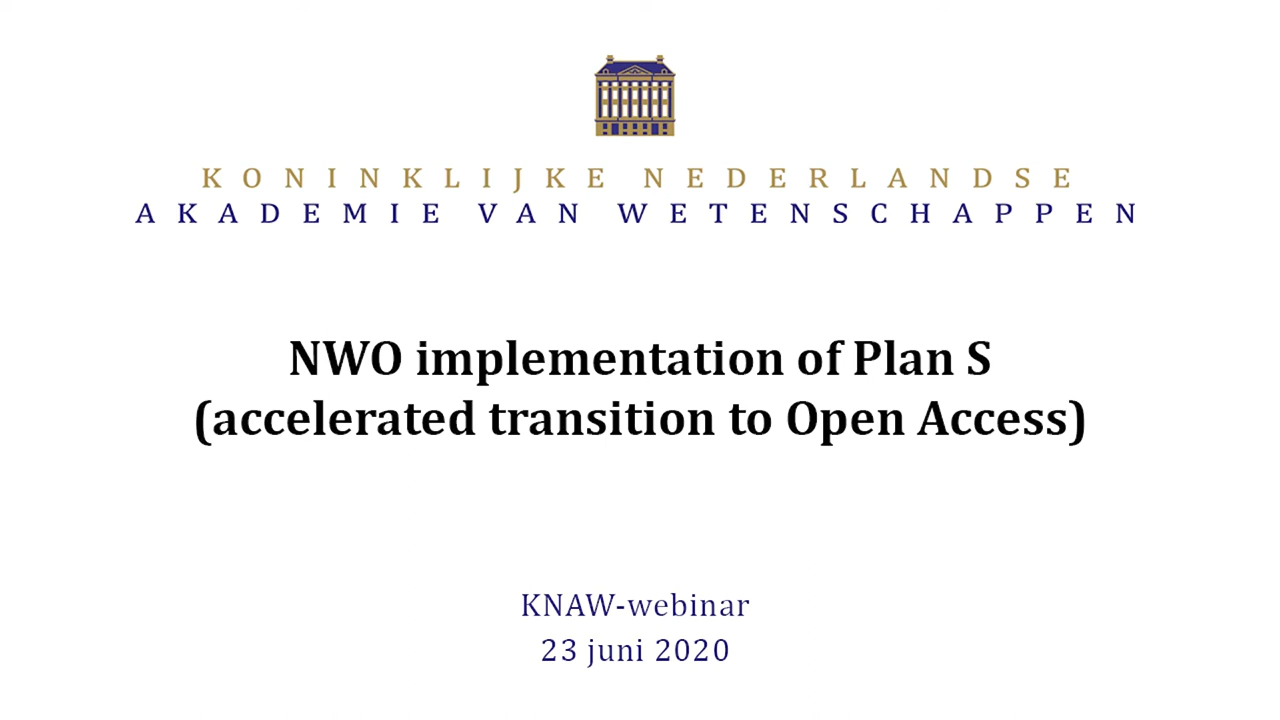 KONINKLIJKE NEDERLANDSE
AKADEMIE VAN WETENSCHAPPEN
NWO implementation of Plan S
(accelerated transition to Open Access)
KNAW-webinar
23 juni 2020